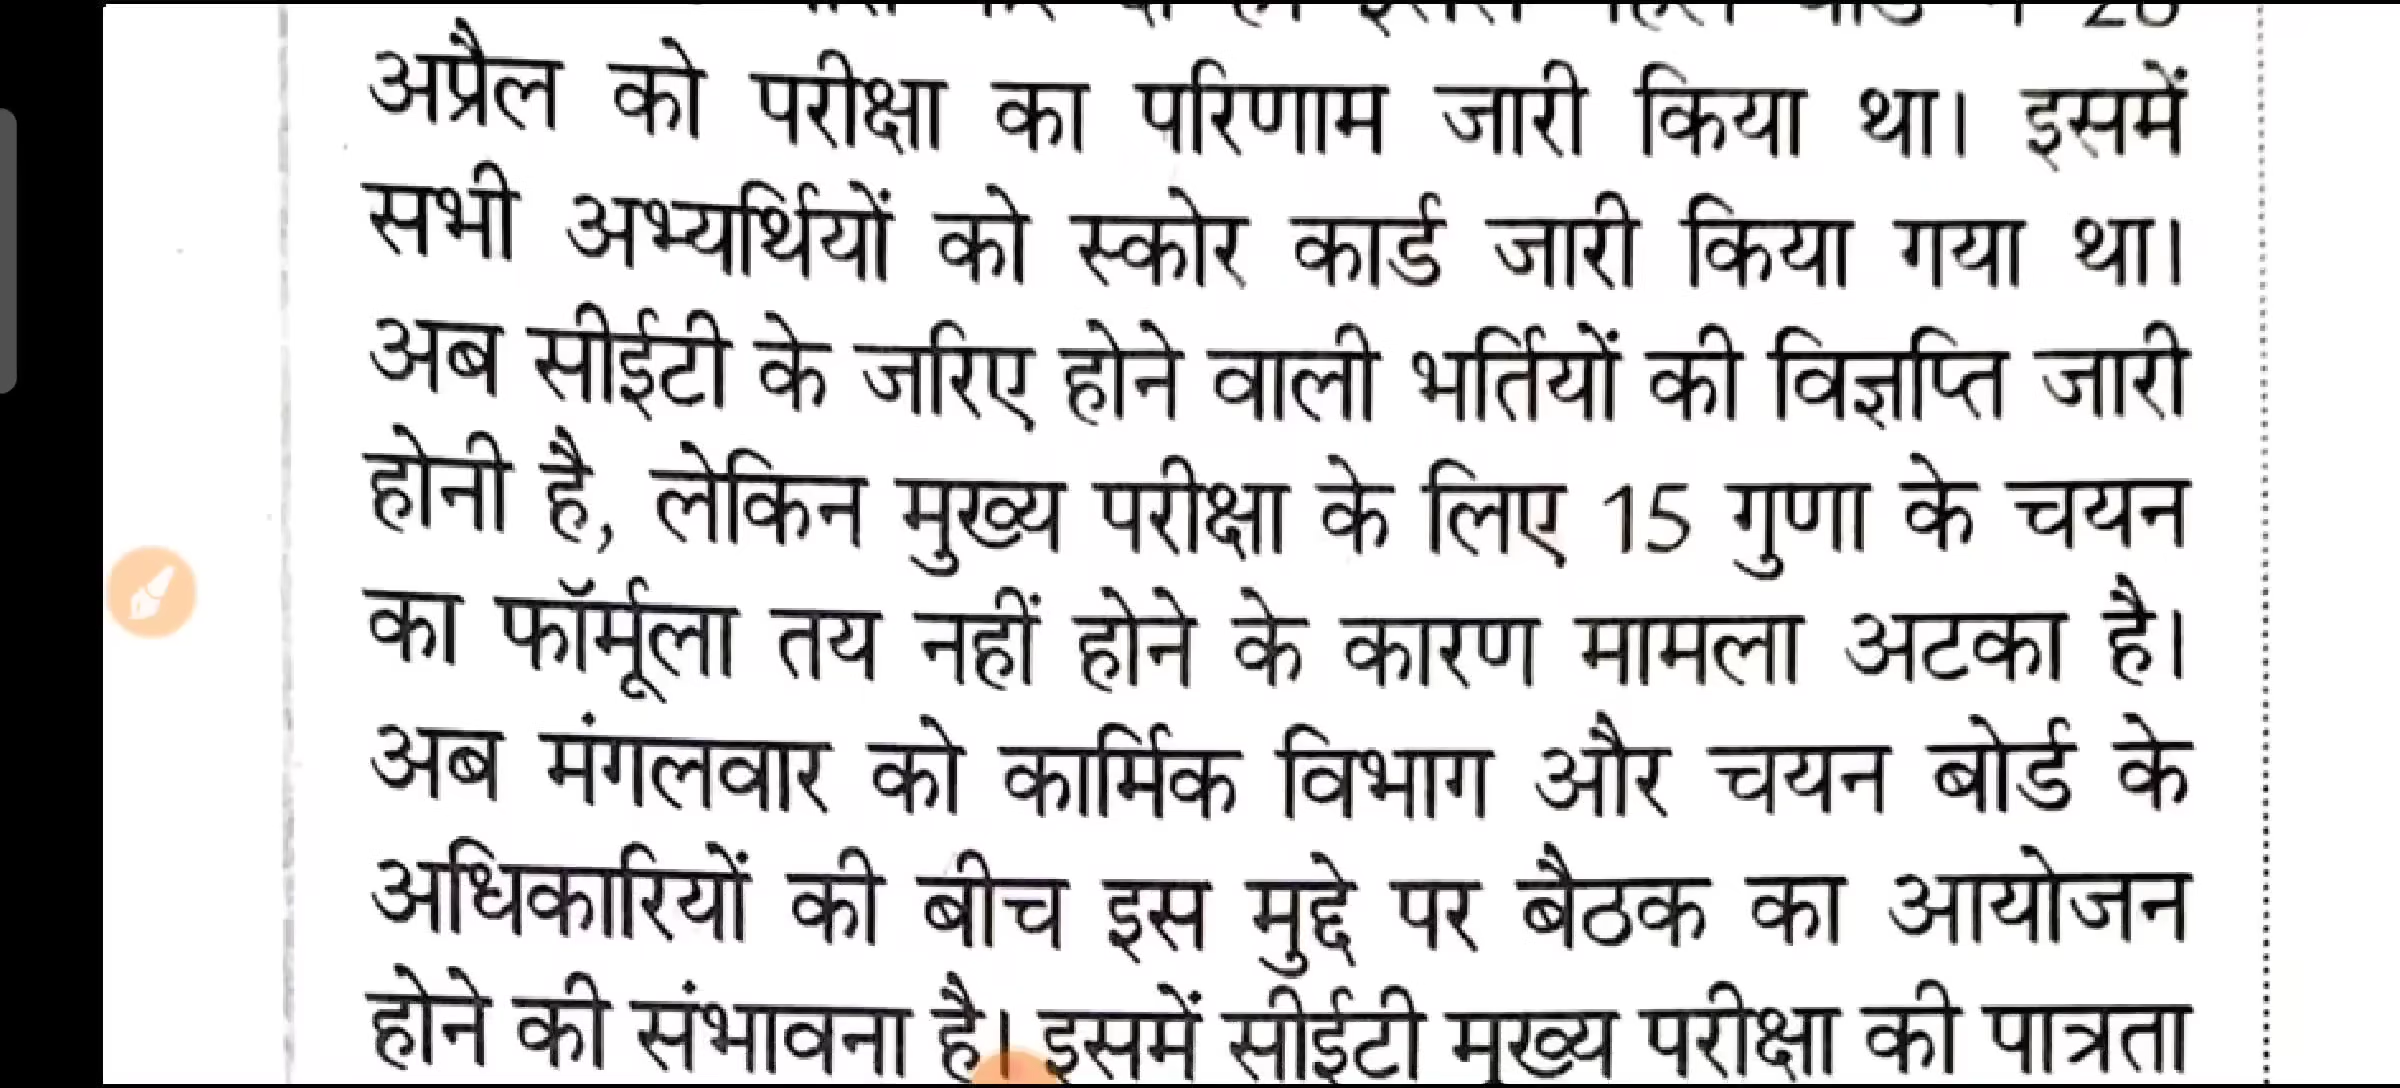 अप्रैल को परीक्षा का परिणाम जारी किया था। इसमें
सभी अभ्यर्थियों को स्कोर कार्ड जारी किया गया था।
अब सीईटी के जरिए होने वाली भर्तियों की विज्ञप्ति जारी
होनी है, लेकिन मुख्य परीक्षा के लिए 15 गुणा के चयन
का फॉर्मूला तय नहीं होने के कारण मामला अटका है।
अब मंगलवार को कार्मिक विभाग और चयन बोर्ड के
अधिकारियों की बीच इस मुद्दे पर बैठक का आयोजन
होने की संभावना है। इसमें सीईटी मुख्य परीक्षा की पात्रता